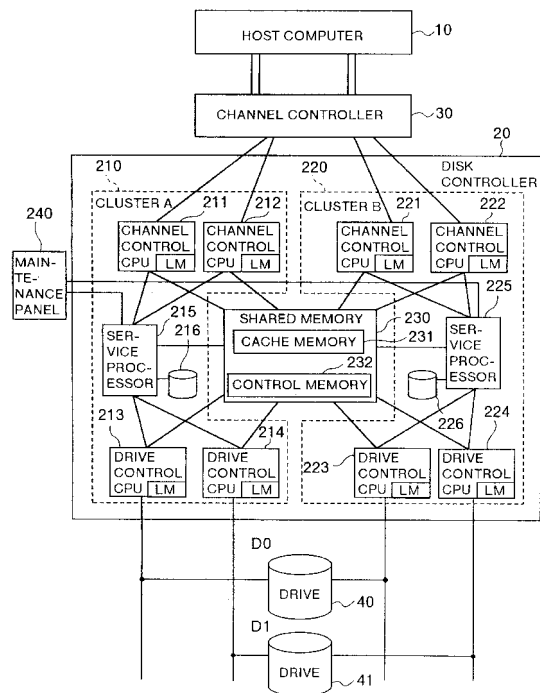 HOST COMPUTER
10
CHANNEL CONTROLLER
30
20
210
220
DISK
CONTROLLER
CLUSTER A
211
212
CLUSTER B
221
222
240
CHANNEL
CONTROL
CPU
LM
CHANNEL
CONTROL
CPU
LM
CHANNEL
CONTROL
CPU
LM
CHANNEL
CONTROL
CPU
LM
MAIN-
TE-
NANCE
PANEL
215
216
SER-
VICE
PROC-
ESSOR
SHARED MEMORY
230
CACHE MEMORY
231
232
CONTROL MEMORY
225
SER-
VICE
PROC-
ESSOR
226
213
214
223
224
DRIVE
CONTROL
CPU
LM
DRIVE
CONTROL
CPU
LM
DRIVE
CONTROL
CPU
LM
DRIVE
CONTROL
CPU
LM
D0
DRIVE
40
D1
DRIVE
41